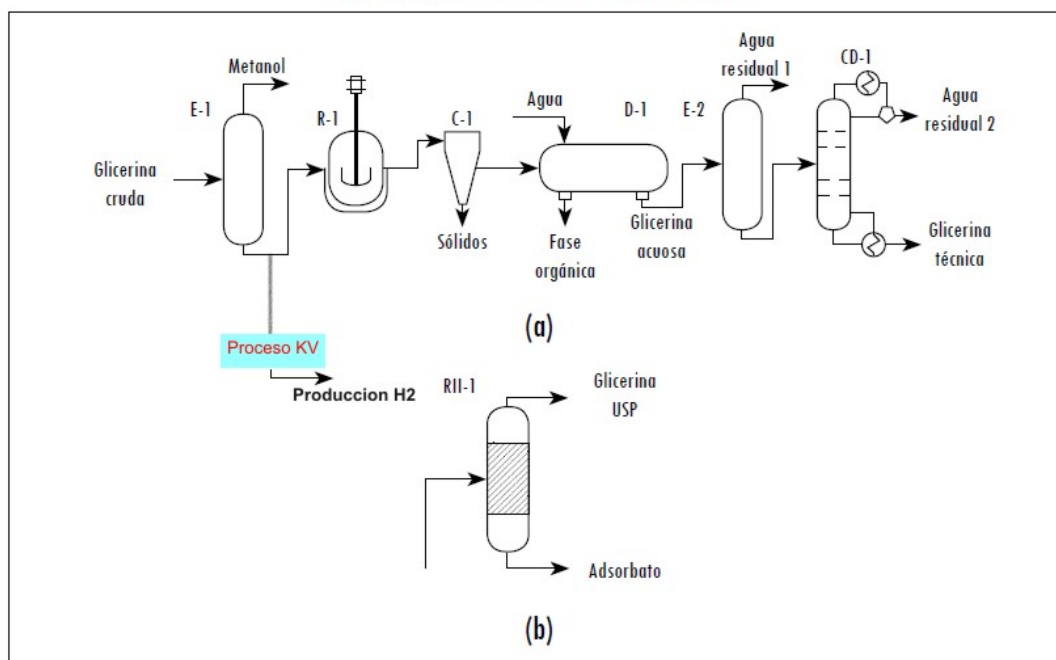 Metanol
E-1
Glicerina
cruda
R-1
C-1
Sólidos
Agua
D-1
Fase
orgánica
Glicerina
acuosa
E-2
Agua
residual 1
CD-1
Agua
residual 2
Glicerina
técnica
(a)
Proceso KV
Produccion H2
RII-1
Glicerina
USP
Adsorbato
(b)